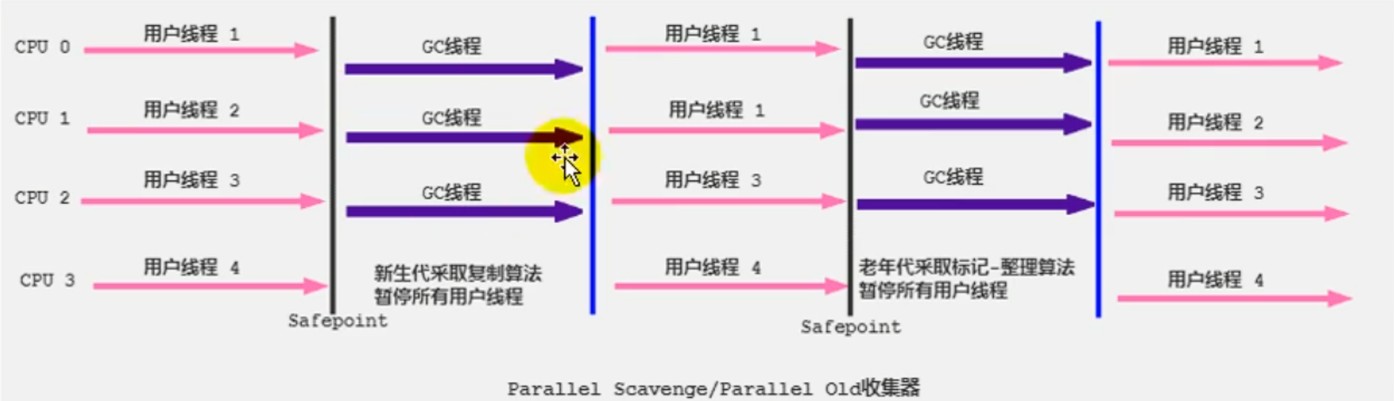 CPU 0
用户线程 1
GC线程
用户线程 1
GC线程
用户线程 1
CPU 1
用户线程 2
GC线程
用户线程 1
GC线程
用户线程 2
CPU 2
用户线程 3
GC线程
用户线程 3
GC线程
用户线程 3
CPU 3
用户线程 4
新生代采取复制算法
暂停所有用户线程
用户线程 4
老年代采取标记-整理算法
暂停所有用户线程
用户线程 4
Safepoint
Safepoint
Parallel Scavenge/Parallel Old收集器